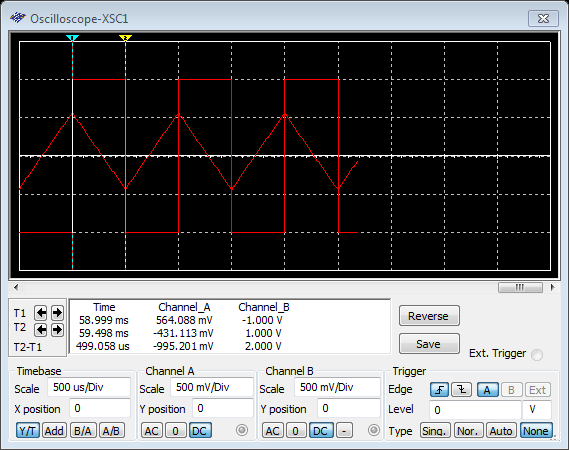 Oscilloscope-XSC1
1 2
Time Channel_A Channel_B
T1 58.999 ms 564.088 mV -1.000 V
T2 59.498 ms -431.113 mV 1.000 V
T2-T1 499.058 us -995.201 mV 2.000 V
Reverse
Save
Ext. Trigger
Timebase Channel A Channel B Trigger
Scale 500 us/Div Scale 500 mV/Div Scale 500 mV/Div Edge A B Ext
X position 0 Y position 0 Y position 0 Level 0 V
Y/T Add B/A A/B AC 0 DC AC 0 DC - Type Sing. Nor. Auto None